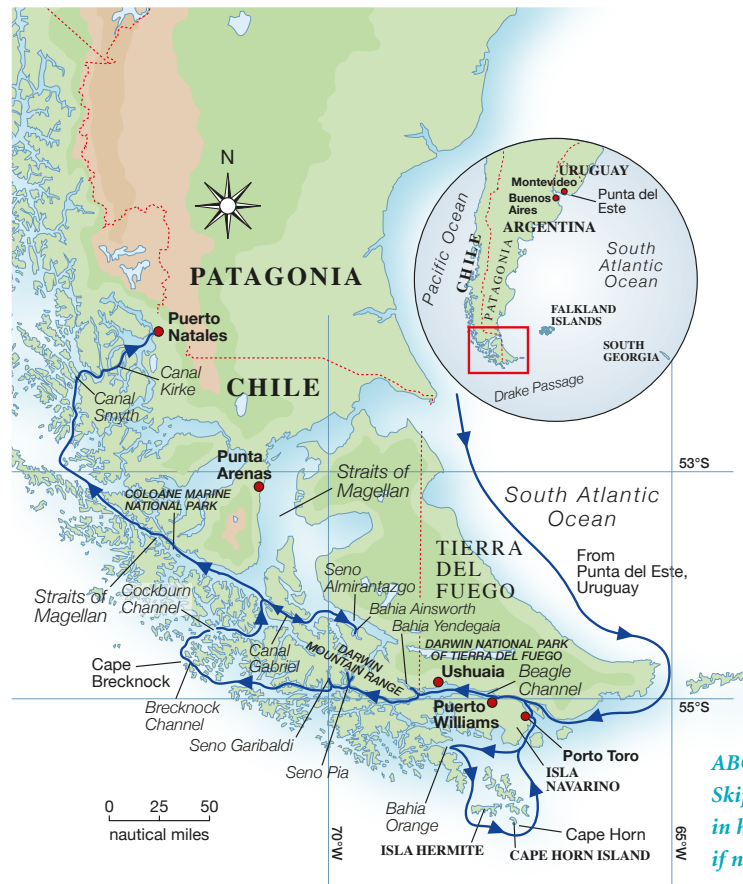 N
PATAGONIA
Puerto
Natales
Canal
Kirke
Canal
Smyth
CHILE
Punta
Arenas
Straits of
Magellan
COLOANE MARINE
NATIONAL PARK
Straits of
Magellan
Cockburn
Channel
Seno
Almirantazgo
Bahia Ainsworth
Bahia Yendegaia
TIERRA
DEL
FUEGO
Canal
Gabriel
DARWIN
MOUNTAIN RANGE
DARWIN NATIONAL PARK
OF TIERRA DEL FUEGO
Cape
Brecknock
Brecknock
Channel
Seno Garibaldi
Seno Pia
Ushuaia
Beagle
Channel
Puerto
Williams
Porto Toro
ISLA
NAVARINO
Bahia
Orange
ISLA HERMITE
Cape Horn
CAPE HORN ISLAND
0 25 50
nautical miles
70°W
65°W
53°S
55°S
South Atlantic
Ocean
From
Punta del Este,
Uruguay
URUGUAY
Montevideo
Buenos
Aires
Punta del
Este
ARGENTINA
Pacific Ocean
CHILE
PATAGONIA
South
Atlantic
Ocean
FALKLAND
ISLANDS
SOUTH
GEORGIA
Drake Passage
in h
if n